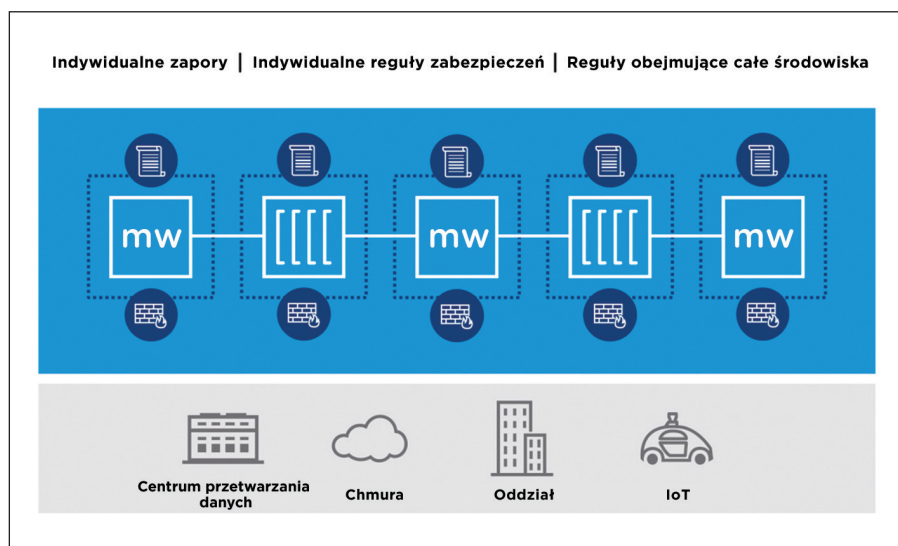 Indywidualne zapory | Indywidualne reguły zabezpieczeń | Reguły obejmujące całe środowiska
mw mw mw
Centrum przetwarzania
danych
Chmura
Oddział
IoT